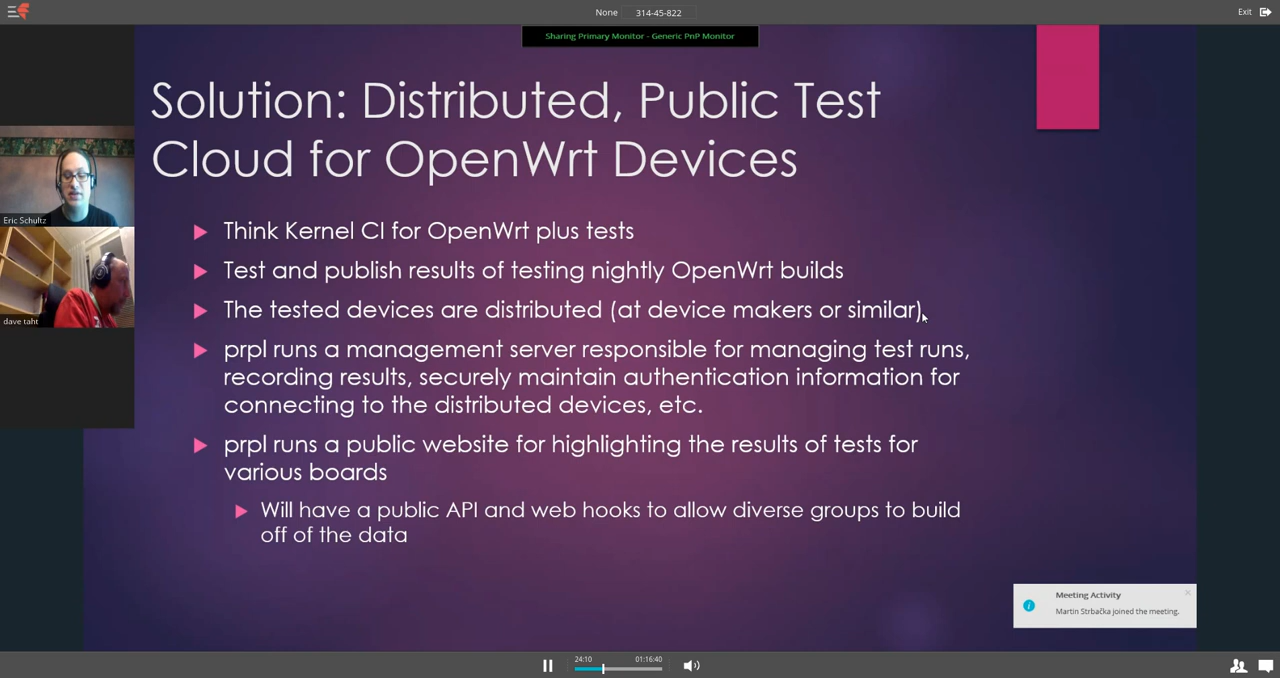 None 314-45-822 Exit
Sharing Primary Monitor - Generic PnP Monitor
Solution: Distributed, Public Test
Cloud for OpenWrt Devices
Eric Schultz
dave taht
Think Kernel CI for OpenWrt plus tests
Test and publish results of testing nightly OpenWrt builds
The tested devices are distributed (at device makers or similar)
prpl runs a management server responsible for managing test runs,
recording results, securely maintain authentication information for
connecting to the distributed devices, etc.
prpl runs a public website for highlighting the results of tests for
various boards
Will have a public API and web hooks to allow diverse groups to build
off of the data
Meeting Activity
Martin Strbačka joined the meeting.
24:10 01:16:40